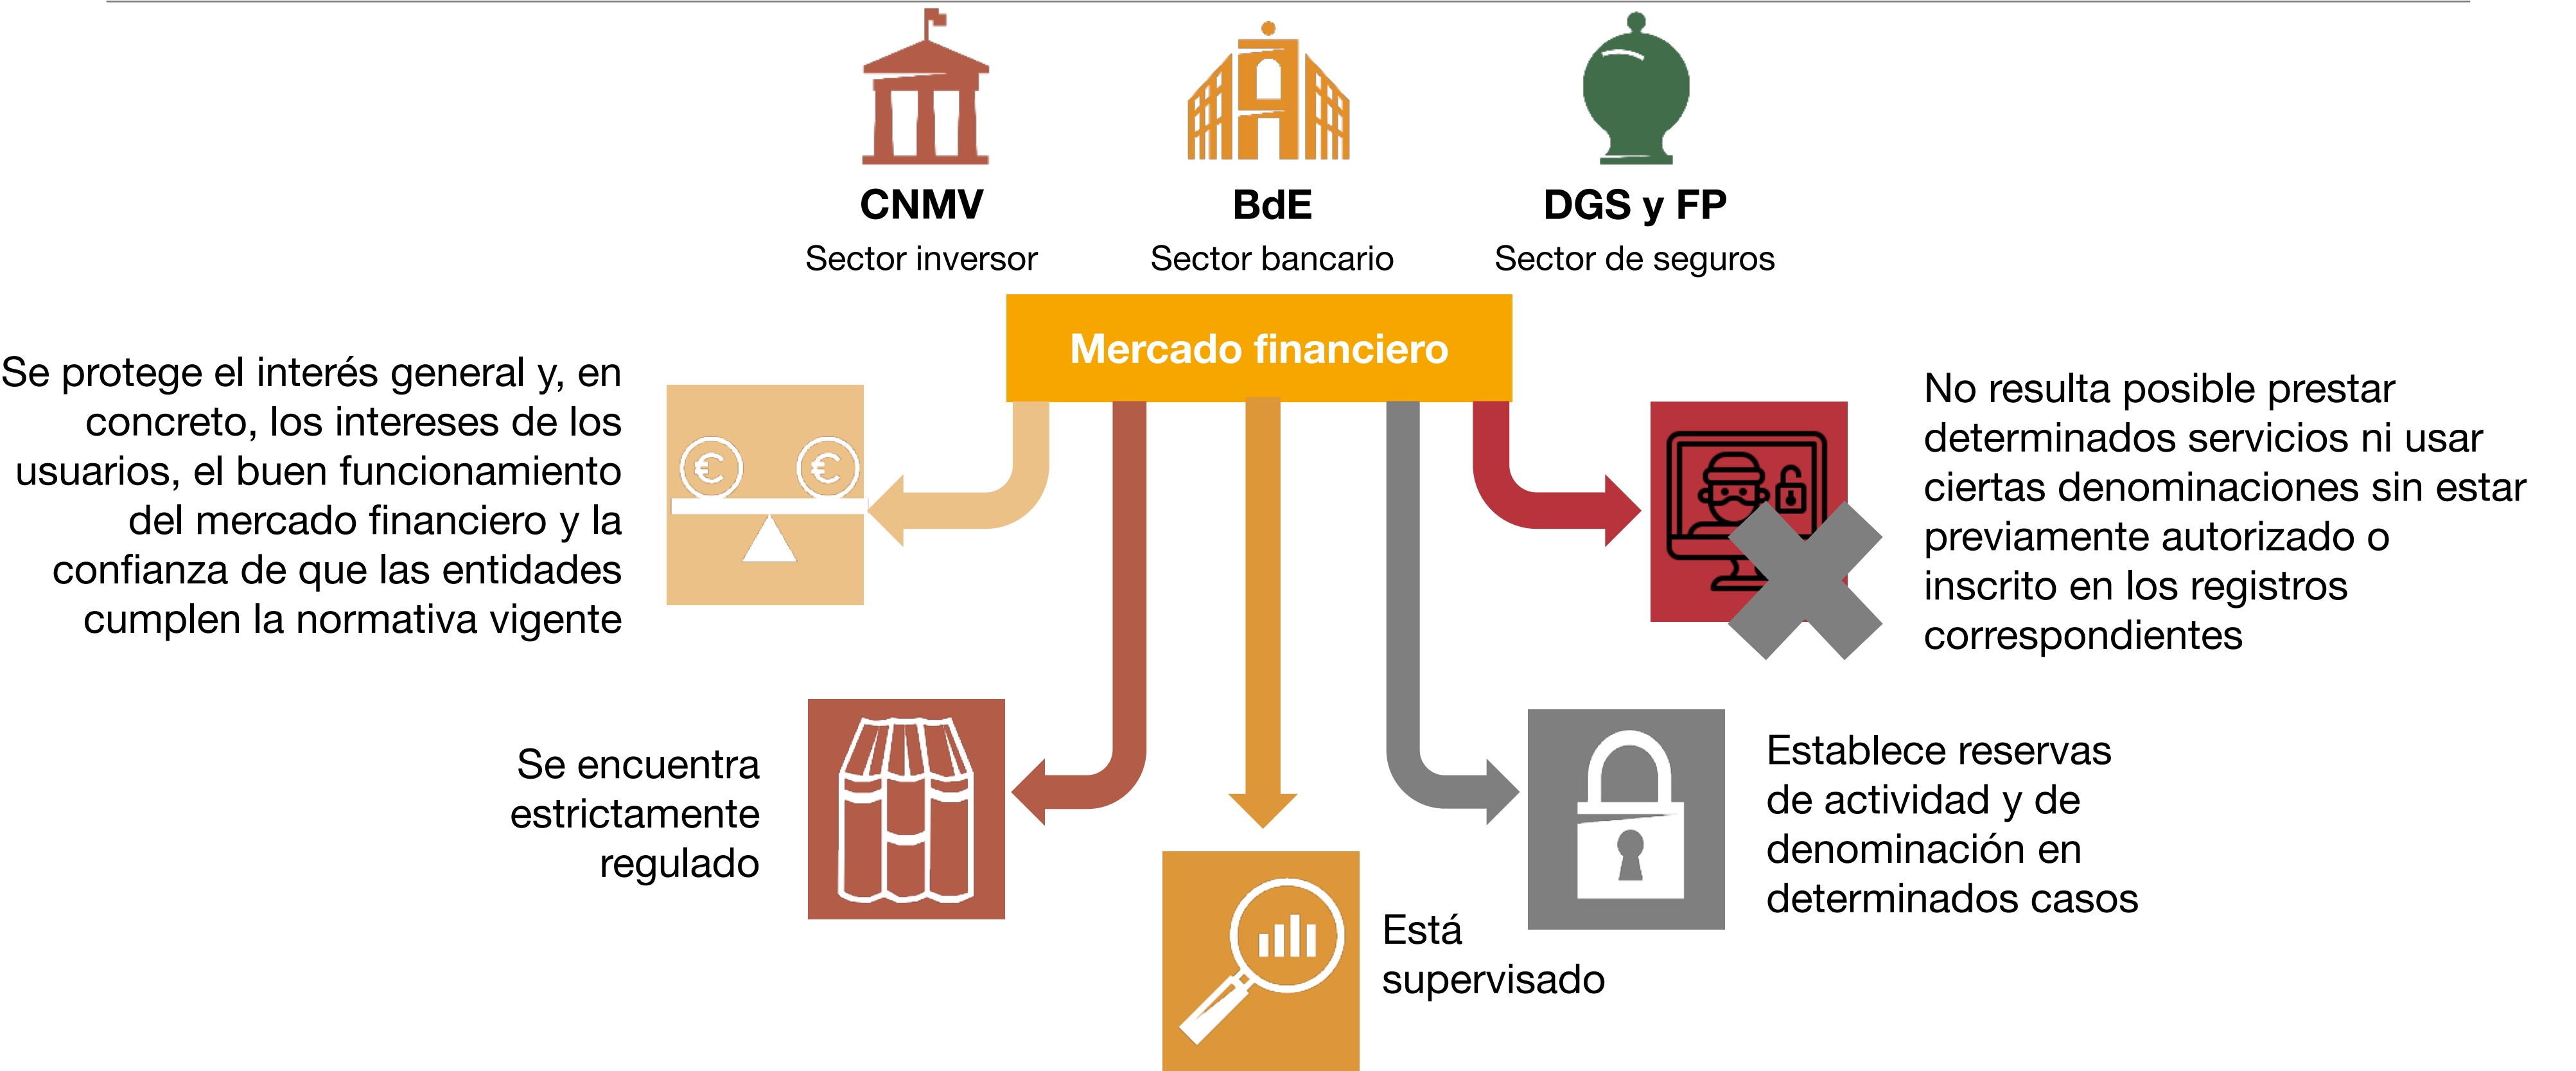 CNMV
Sector inversor
BdE
Sector bancario
DGS y FP
Sector de seguros
Mercado financiero
Se protege el interés general y, en
concreto, los intereses de los
usuarios, el buen funcionamiento
del mercado financiero y la
confianza de que las entidades
cumplen la normativa vigente
No resulta posible prestar
determinados servicios ni usar
ciertas denominaciones sin estar
previamente autorizado o
inscrito en los registros
correspondientes
Se encuentra
estrictamente
regulado
Establece reservas
de actividad y de
denominación en
determinados casos
Está
supervisado
€
€